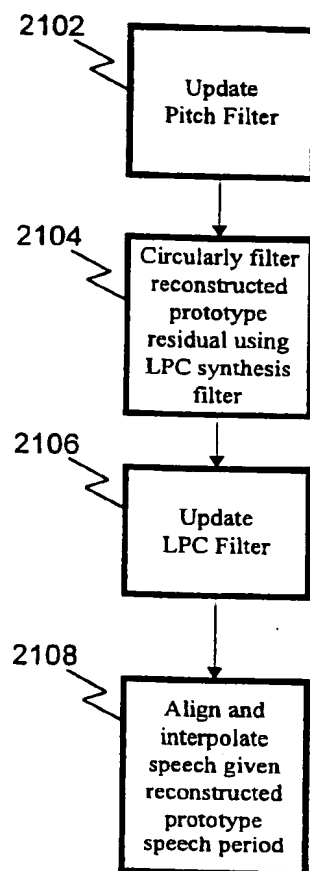 2102
Update
Pitch Filter
2104
Circularly filter
reconstructed
prototype
residual using
LPC synthesis
filter
2106
Update
LPC Filter
2108
Align and
interpolate
speech given
reconstructed
prototype
speech period